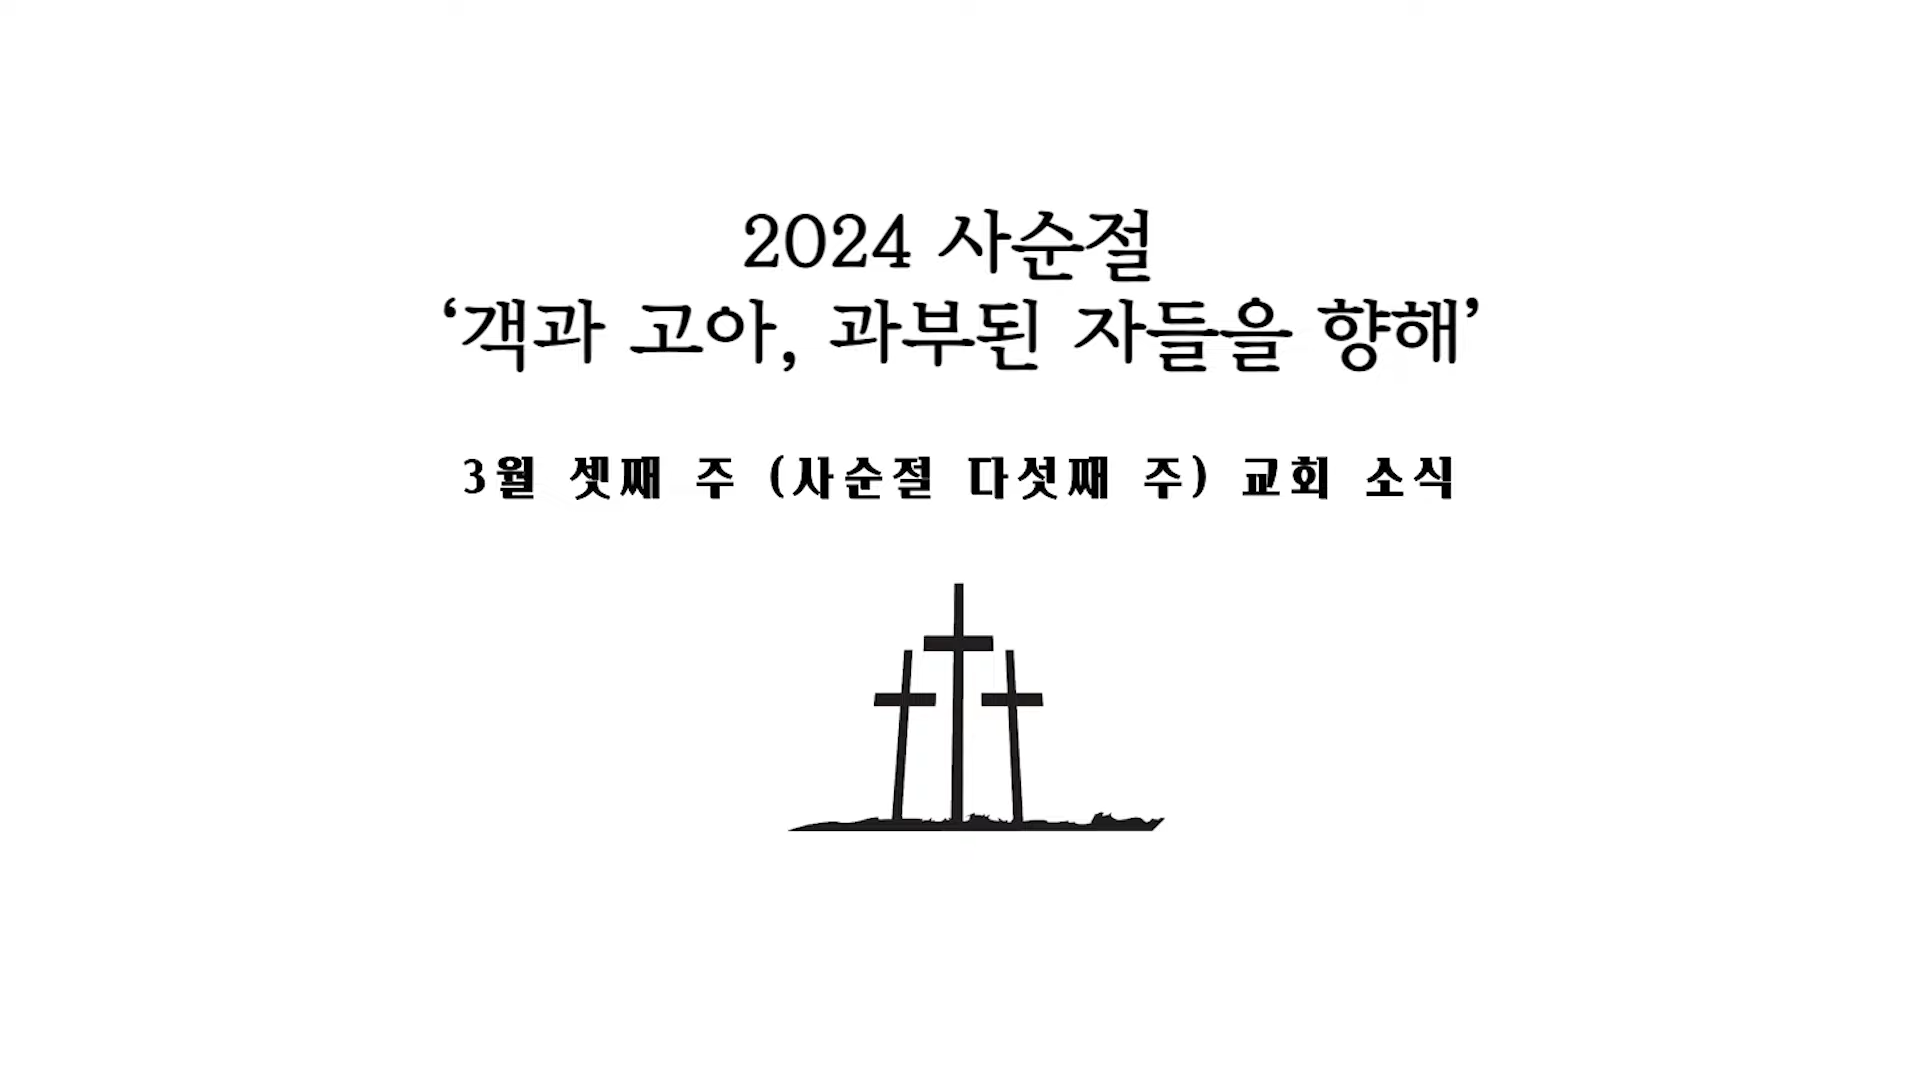 2024 사순절
‘객과 고아, 과부된 자들을 향해’
3월 셋째 주 (사순절 다섯째 주) 교회 소식